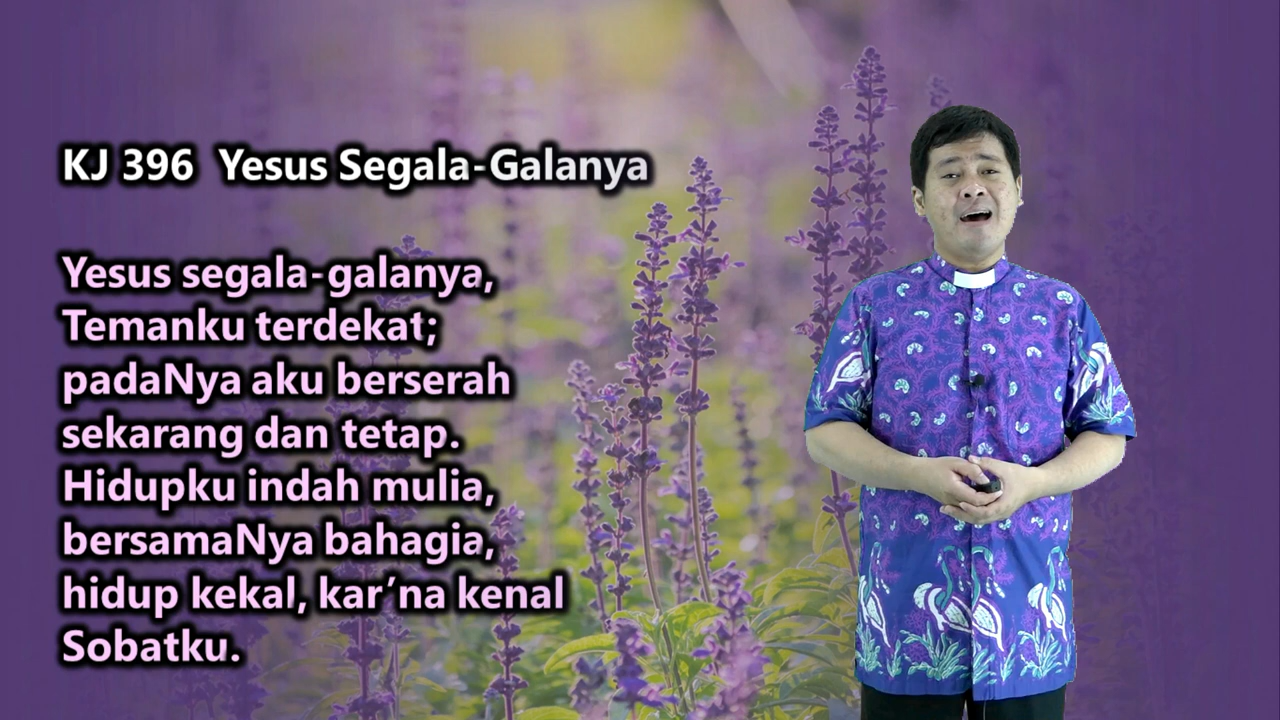 KJ 396 Yesus Segala-Galanya
Yesus segala-galanya,
Temanku terdekat;
padaNya aku berserah
sekarang dan tetap.
Hidupku indah mulia,
bersamaNya bahagia,
hidup kekal, kar’na kenal
Sobatku.